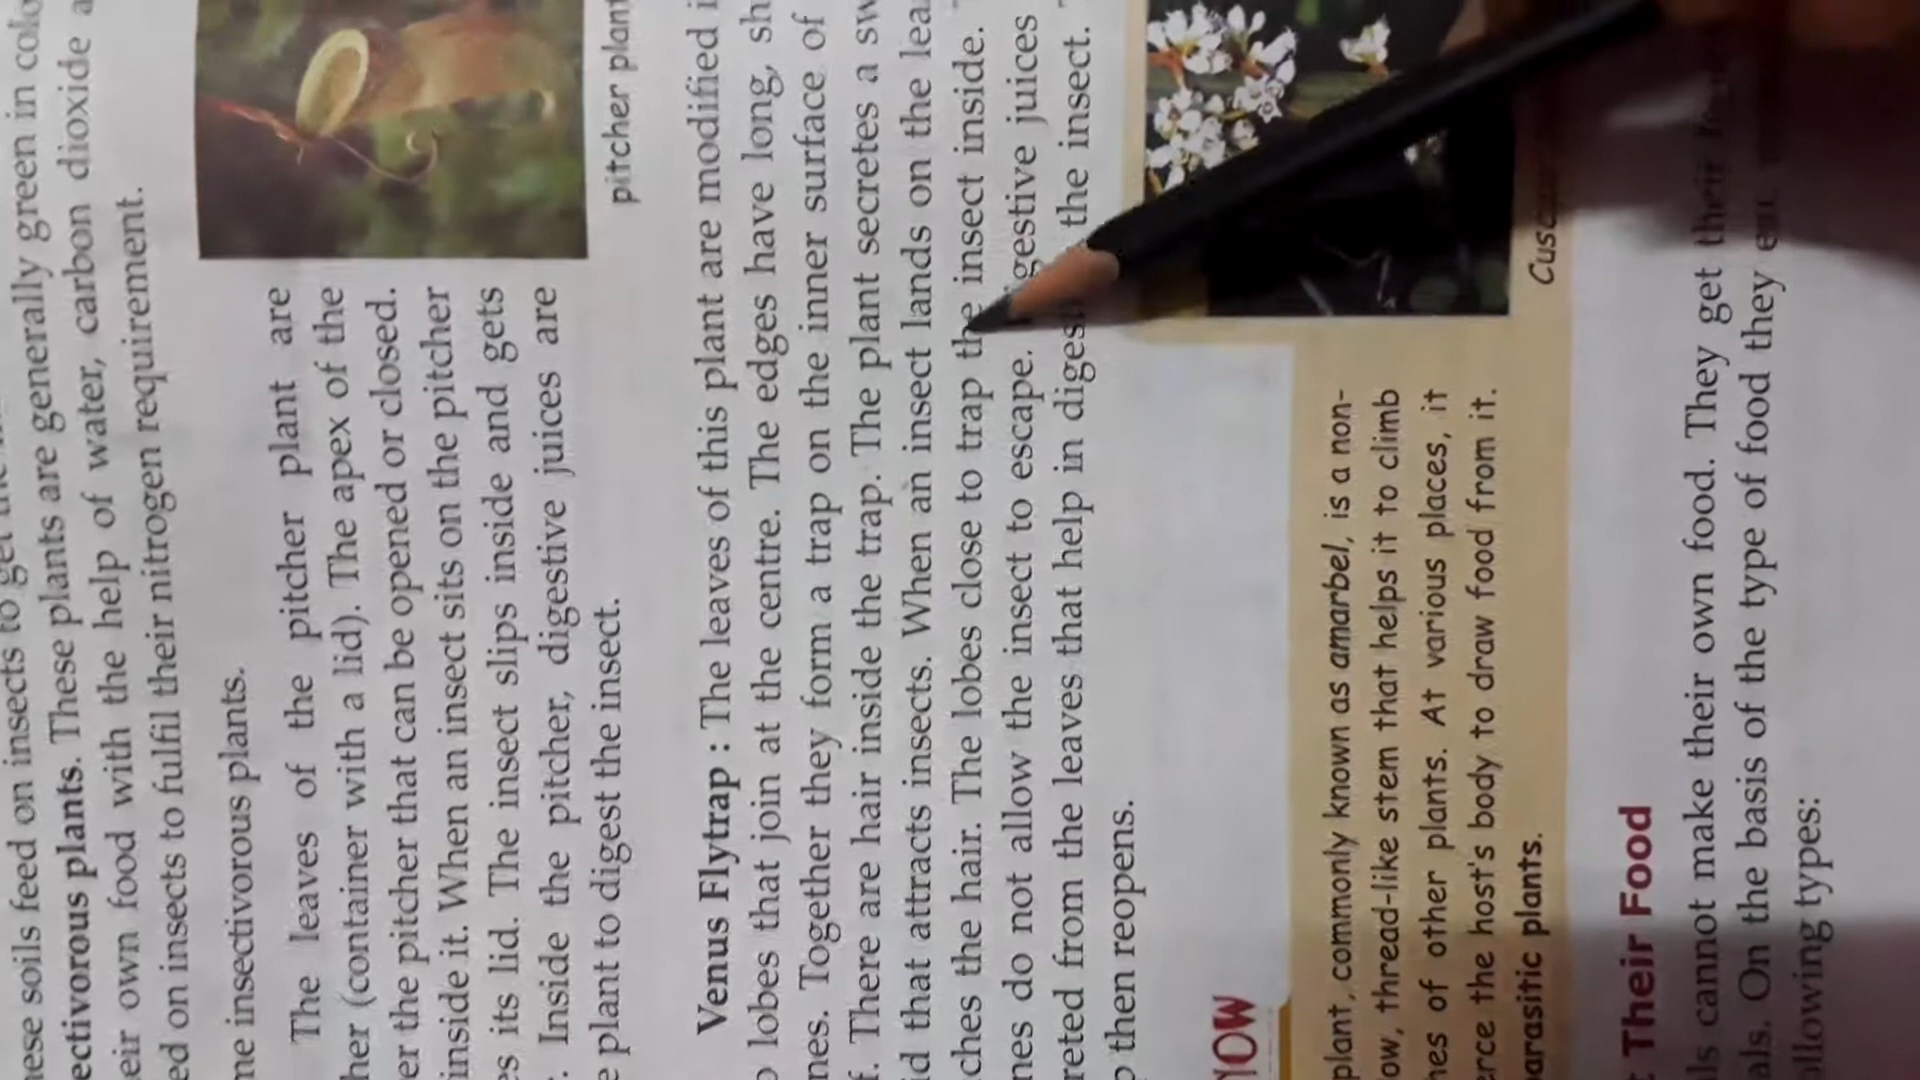 hese soils feed on insects to get
ectivorous plants. These plants are generally green in colo
eir own food with the help of water, carbon dioxide a
ed on insects to fulfil their nitrogen requirement.
me insectivorous plants.
The leaves of the pitcher plant are
her (container with a lid). The apex of the
er the pitcher that can be opened or closed.
inside it. When an insect sits on the pitcher
es its lid. The insect slips inside and gets
. Inside the pitcher, digestive juices are
e plant to digest the insect.
pitcher plant
Venus Flytrap : The leaves of this plant are modified i
o lobes that join at the centre. The edges have long, sh
nes. Together they form a trap on the inner surface of
f. There are hair inside the trap. The plant secretes a sw
id that attracts insects. When an insect lands on the lea
ches the hair. The lobes close to trap the insect inside.
nes do not allow the insect to escape. gestive juices
reted from the leaves that help in digest the insect.
p then reopens.
NOW
plant, commonly known as amarbel, is a non-
ow, thread-like stem that helps it to climb
hes of other plants. At various places, it
erce the host's body to draw food from it.
arasitic plants.
Cusc
t Their Food
ls cannot make their own food. They get their
als. On the basis of the type of food they
ollowing types: